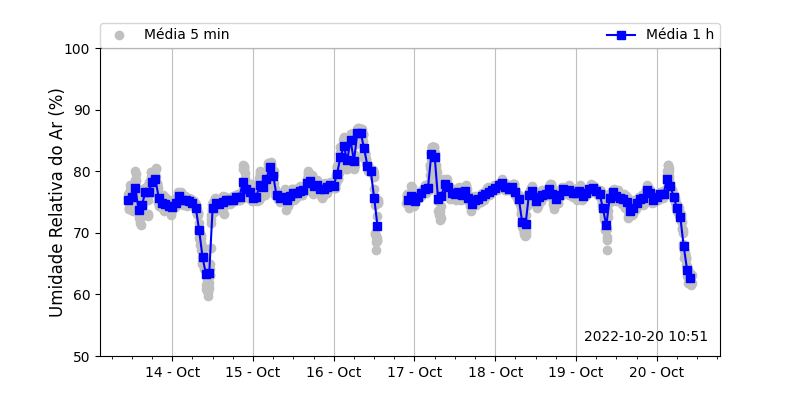 Média 5 min
Média 1 h
Umidade Relativa do Ar (%)
100
90
80
70
60
50
2022-10-20 10:51
14 - Oct
15 - Oct
16 - Oct
17 - Oct
18 - Oct
19 - Oct
20 - Oct